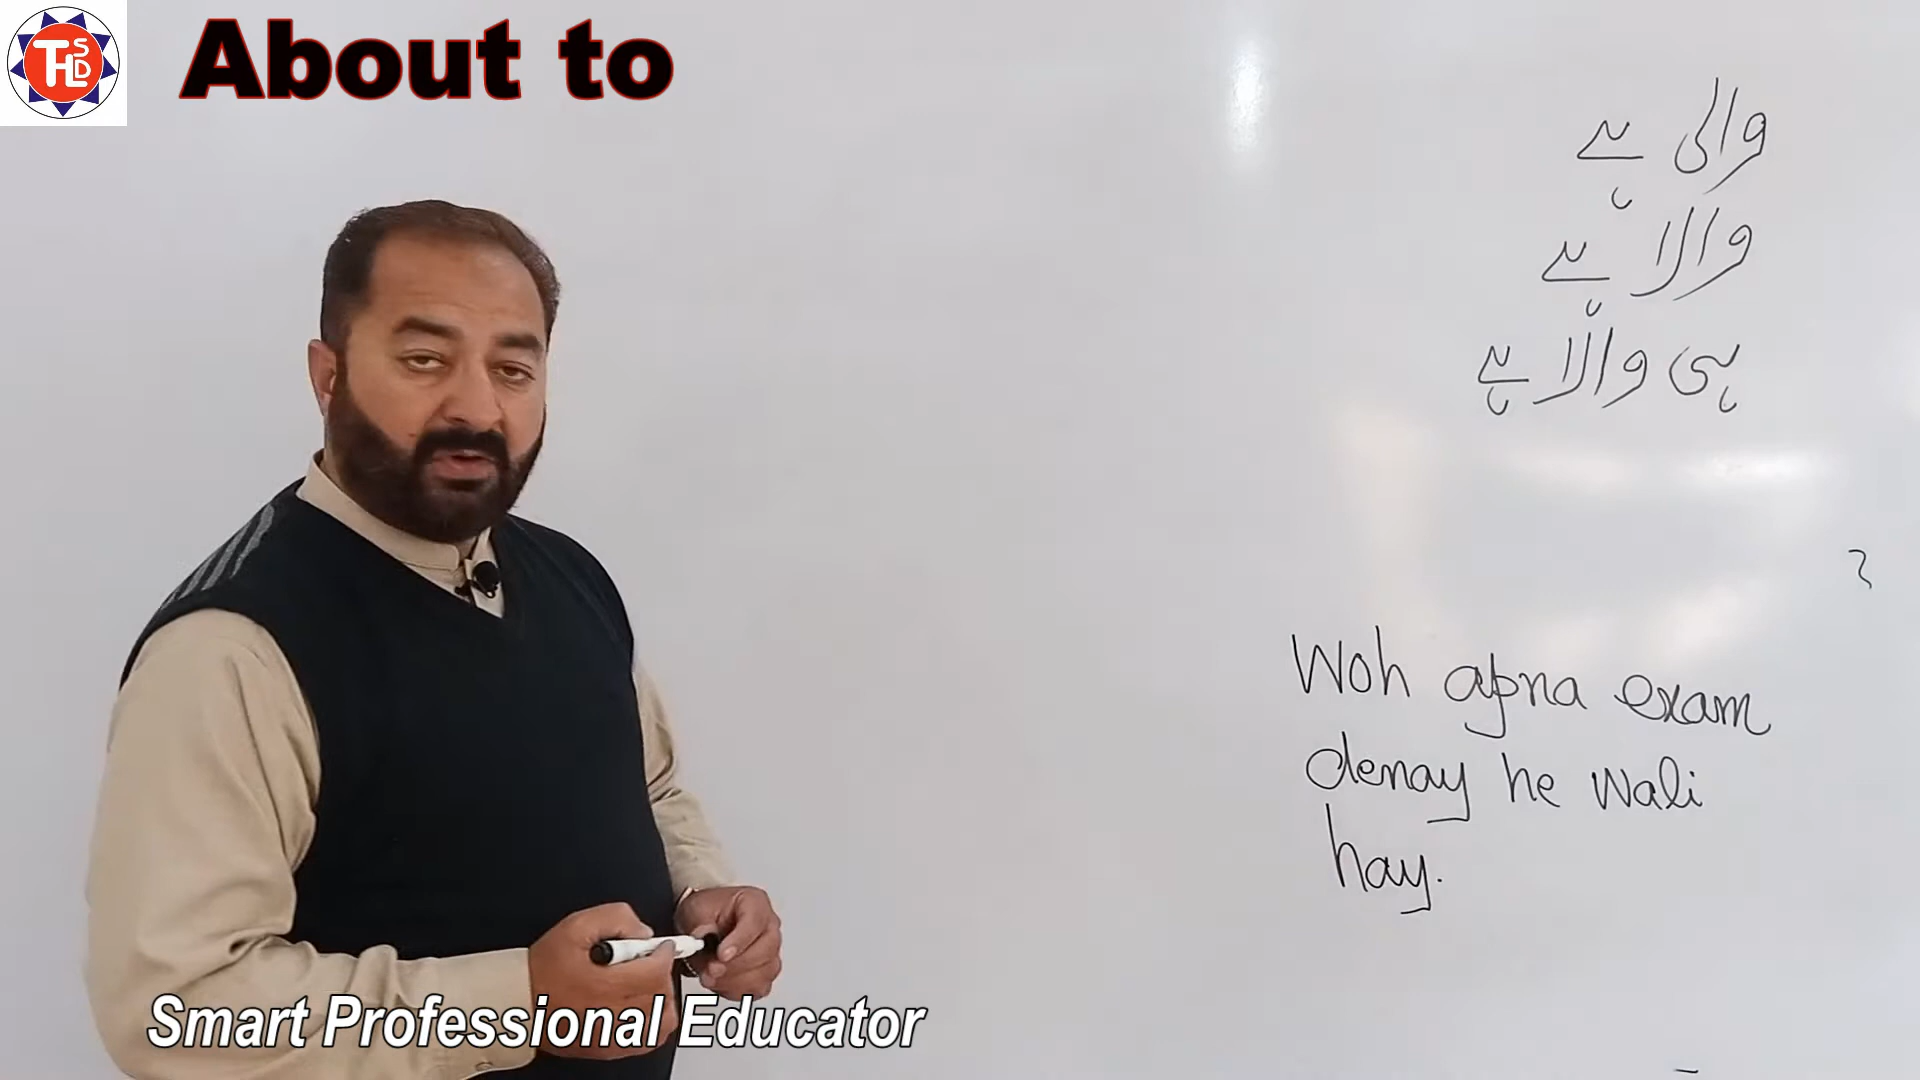 THSLD
About to
والی ہے
والا ہے
ہی والا ہے
Woh apna exam
denay he wali
hay.
Smart Professional Educator